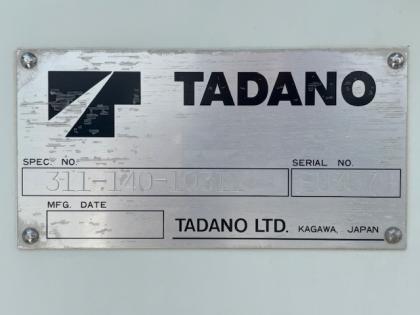 TADANO
SPEC. NO. SERIAL NO.
MFG. DATE
TADANO LTD. KAGAWA, JAPAN